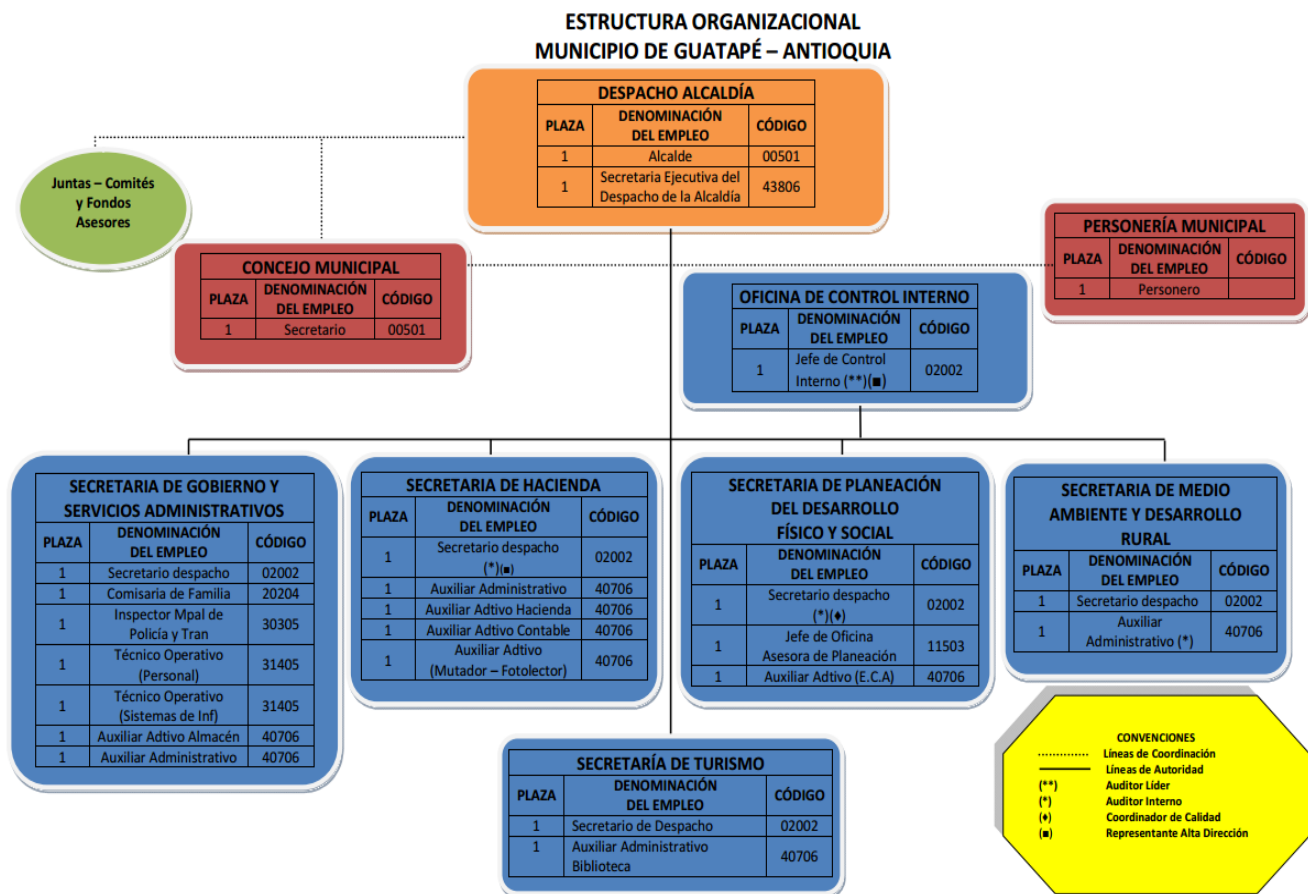 ESTRUCTURA ORGANIZACIONAL
MUNICIPIO DE GUATAPÉ – ANTIOQUIA
DESPACHO ALCALDÍA
PLAZA DENOMINACIÓN DEL EMPLEO CÓDIGO
1 Alcalde 00501
1 Secretaria Ejecutiva del Despacho de la Alcaldía 43806
Juntas – Comités
y Fondos
Asesores
CONCEJO MUNICIPAL
PLAZA DENOMINACIÓN DEL EMPLEO CÓDIGO
1 Secretario 00501
PERSONERÍA MUNICIPAL
PLAZA DENOMINACIÓN DEL EMPLEO CÓDIGO
1 Personero
OFICINA DE CONTROL INTERNO
PLAZA DENOMINACIÓN DEL EMPLEO CÓDIGO
1 Jefe de Control Interno (**)(■) 02002
SECRETARIA DE GOBIERNO Y
SERVICIOS ADMINISTRATIVOS
PLAZA DENOMINACIÓN DEL EMPLEO CÓDIGO
1 Secretario despacho 02002
1 Comisaria de Familia 20204
1 Inspector Mpal de Policía y Tran 30305
1 Técnico Operativo (Personal) 31405
1 Técnico Operativo (Sistemas de Inf) 31405
1 Auxiliar Adtivo Almacén 40706
1 Auxiliar Administrativo 40706
SECRETARIA DE HACIENDA
PLAZA DENOMINACIÓN DEL EMPLEO CÓDIGO
1 Secretario despacho (*)(■) 02002
1 Auxiliar Administrativo 40706
1 Auxiliar Adtivo Hacienda 40706
1 Auxiliar Adtivo Contable 40706
1 Auxiliar Adtivo (Mutador – Fotolector) 40706
SECRETARIA DE PLANEACIÓN
DEL DESARROLLO
FÍSICO Y SOCIAL
PLAZA DENOMINACIÓN DEL EMPLEO CÓDIGO
1 Secretario despacho (*)(♦) 02002
1 Jefe de Oficina Asesora de Planeación 11503
1 Auxiliar Adtivo (E.C.A) 40706
SECRETARIA DE MEDIO
AMBIENTE Y DESARROLLO
RURAL
PLAZA DENOMINACIÓN DEL EMPLEO CÓDIGO
1 Secretario despacho 02002
1 Auxiliar Administrativo (*) 40706
SECRETARÍA DE TURISMO
PLAZA DENOMINACIÓN DEL EMPLEO CÓDIGO
1 Secretario de Despacho 02002
1 Auxiliar Administrativo Biblioteca 40706
CONVENCIONES
Líneas de Coordinación
Líneas de Autoridad
(**) Auditor Líder
(*) Auditor Interno
(♦) Coordinador de Calidad
(■) Representante Alta Dirección